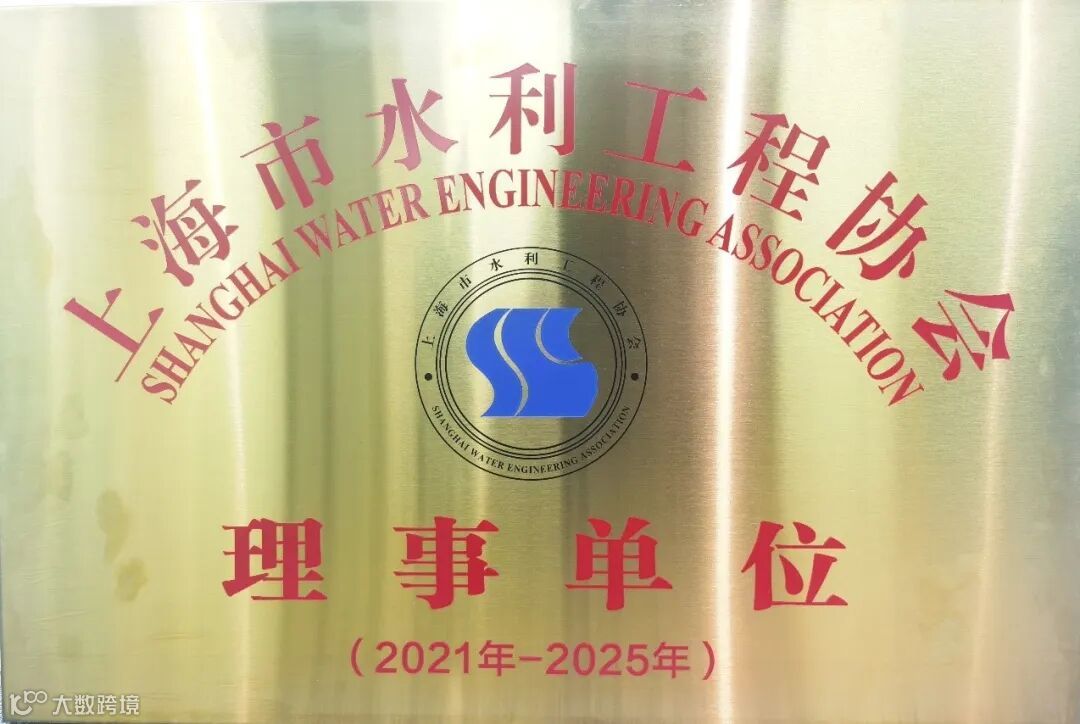 上海市水利工程协会
SHANGHAI WATER ENGINEERING ASSOCIATION
上海市水利工程协会
SHANGHAI WATER ENGINEERING ASSOCIATION
理事单位
（2021年-2025年）
大数跨境